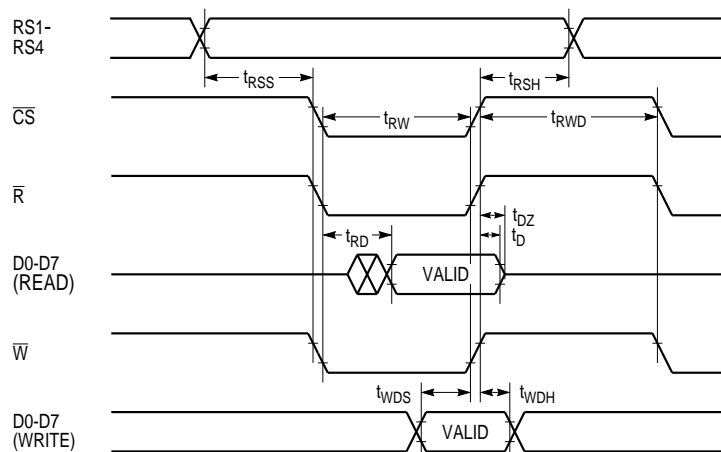 RS1-
RS4
tRSS
tRSH
CS
tRW
tRWD
R
tDZ
tRD
tD
D0-D7
(READ)
VALID
W
tWDS
tWDH
D0-D7
(WRITE)
VALID